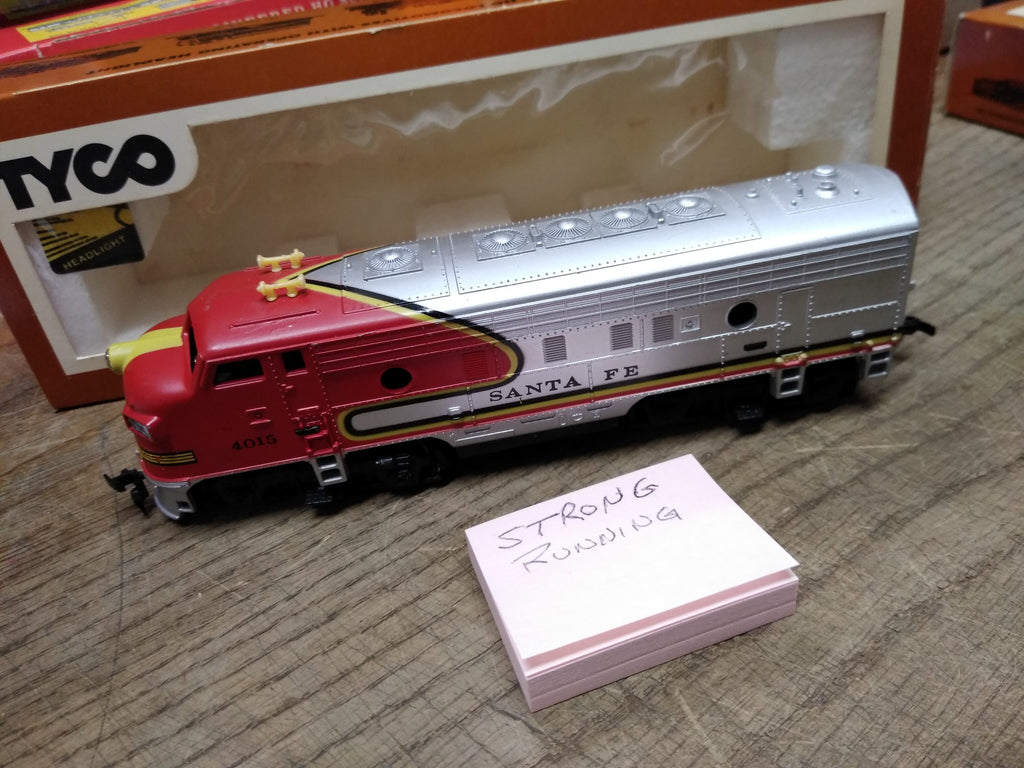 TYCO
HEADLIGHT
4015
SANTA FE
STRONG
RUNNING